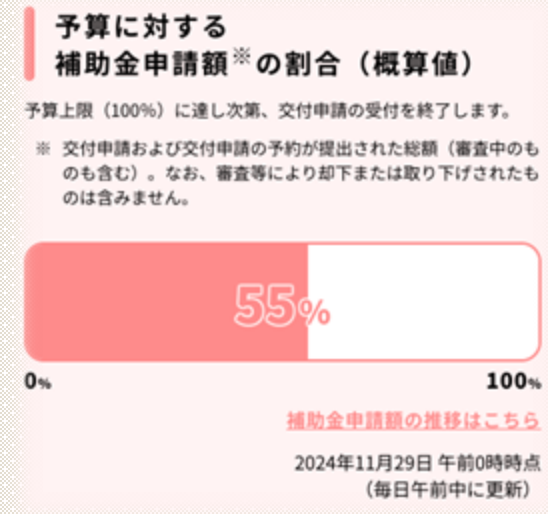 予算に対する
補助金申請額※の割合（概算値）
予算上限（100%）に達し次第、交付申請の受付を終了します。
※ 交付申請および交付申請の予約が提出された総額（審査中のも
のも含む）。なお、審査等により却下または取り下げされたも
のは含みません。
55%
0% 100%
補助金申請額の推移はこちら
2024年11月29日 午前0時時点
（毎日午前中に更新）